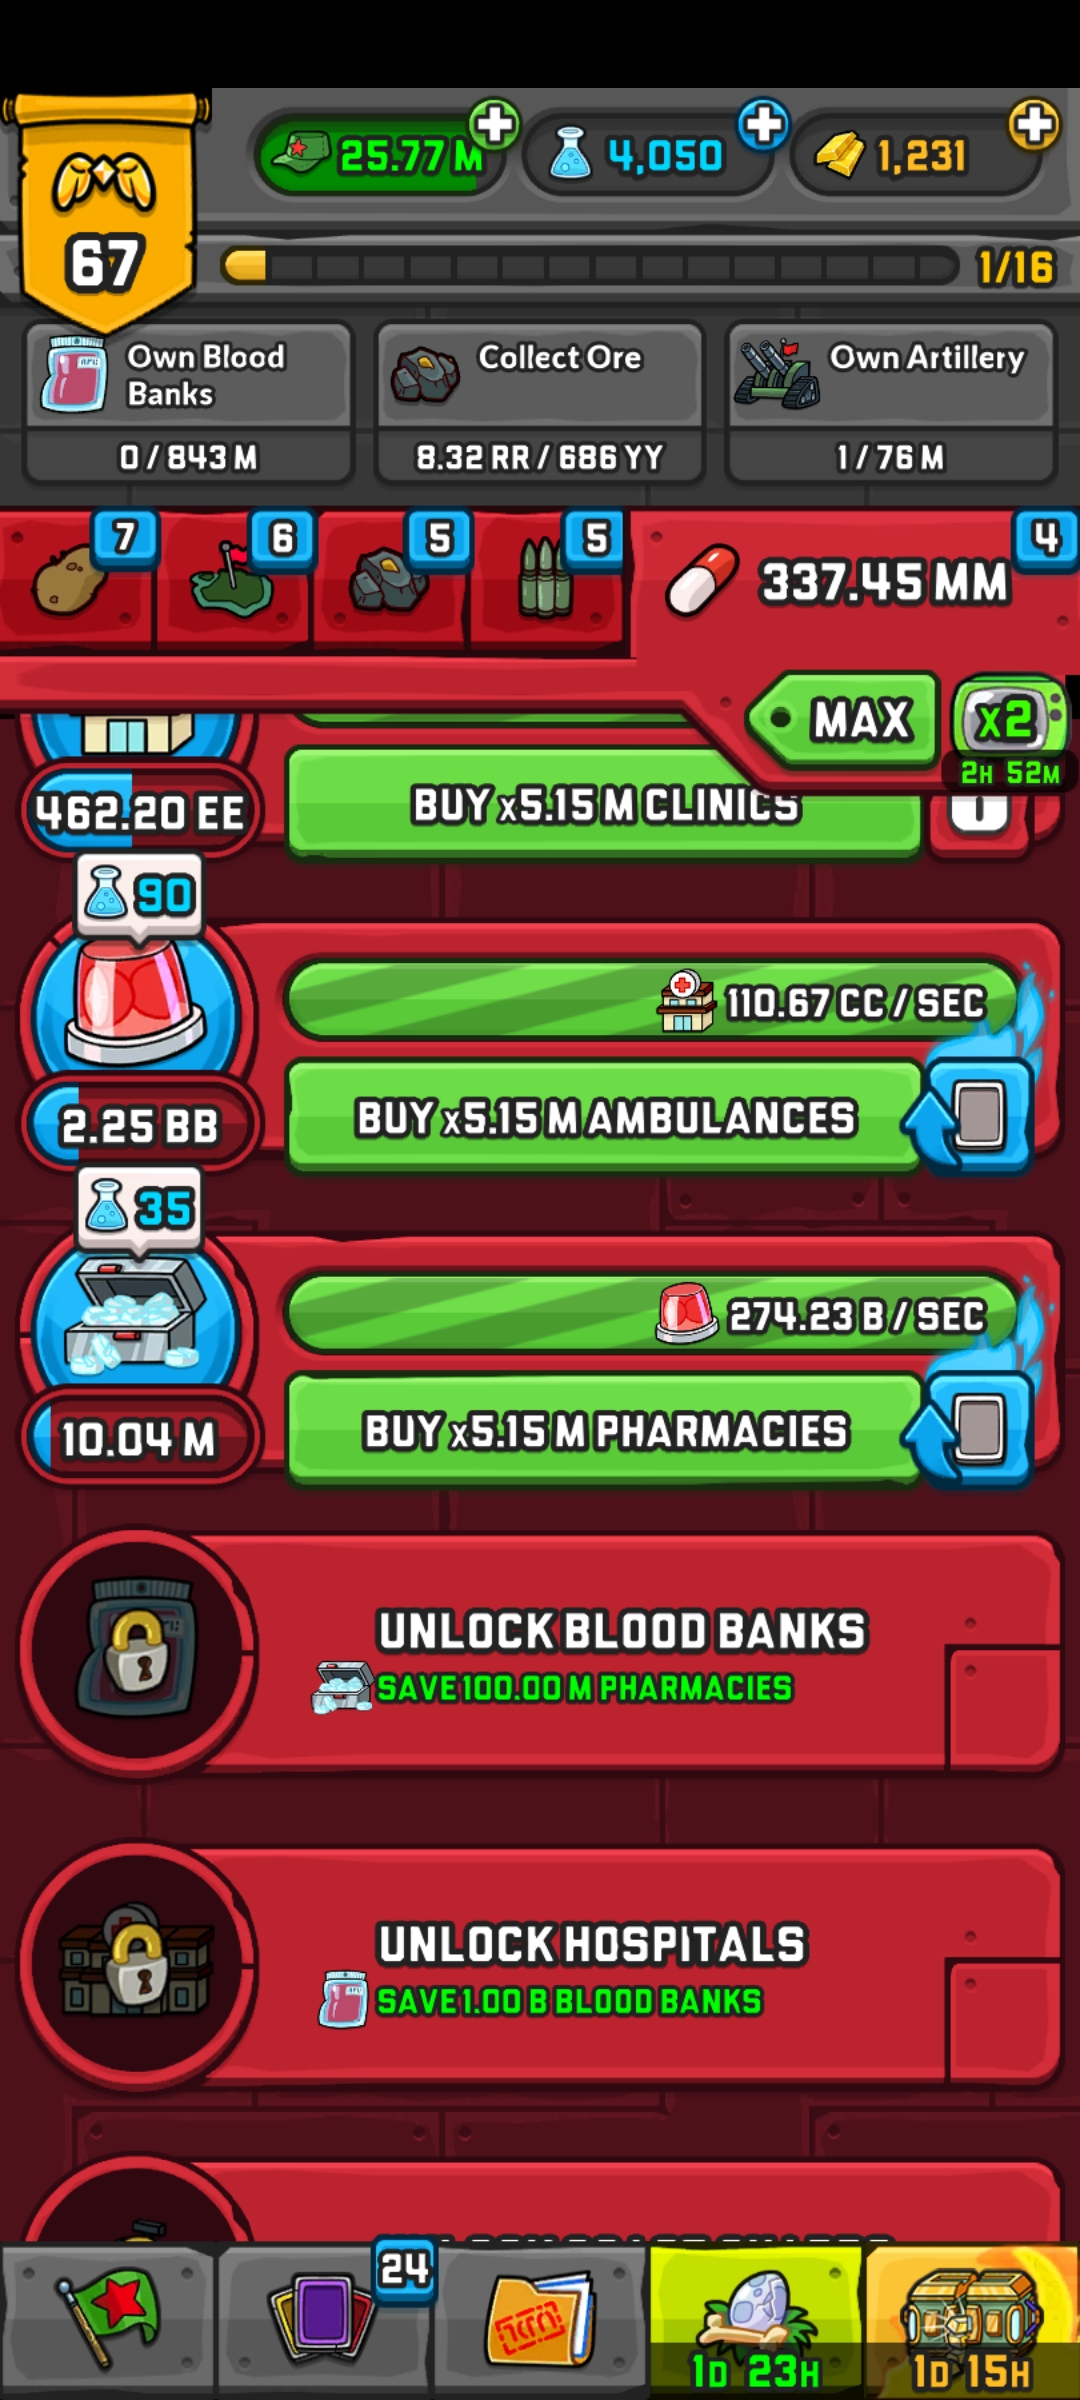 25.77 M
4,050
1,231
67
1/16
Own Blood Banks
0 / 843 M
Collect Ore
8.32 RR / 686 YY
Own Artillery
1 / 76 M
7
6
5
5
4
337.45 MM
MAX
x2
2H 52M
462.20 EE
BUY x5.15 M CLINICS
90
110.67 CC / SEC
2.25 BB
BUY x5.15 M AMBULANCES
35
274.23 B / SEC
10.04 M
BUY x5.15 M PHARMACIES
UNLOCK BLOOD BANKS
SAVE 100.00 M PHARMACIES
UNLOCK HOSPITALS
SAVE 1.00 B BLOOD BANKS
24
1D 23H
1D 15H